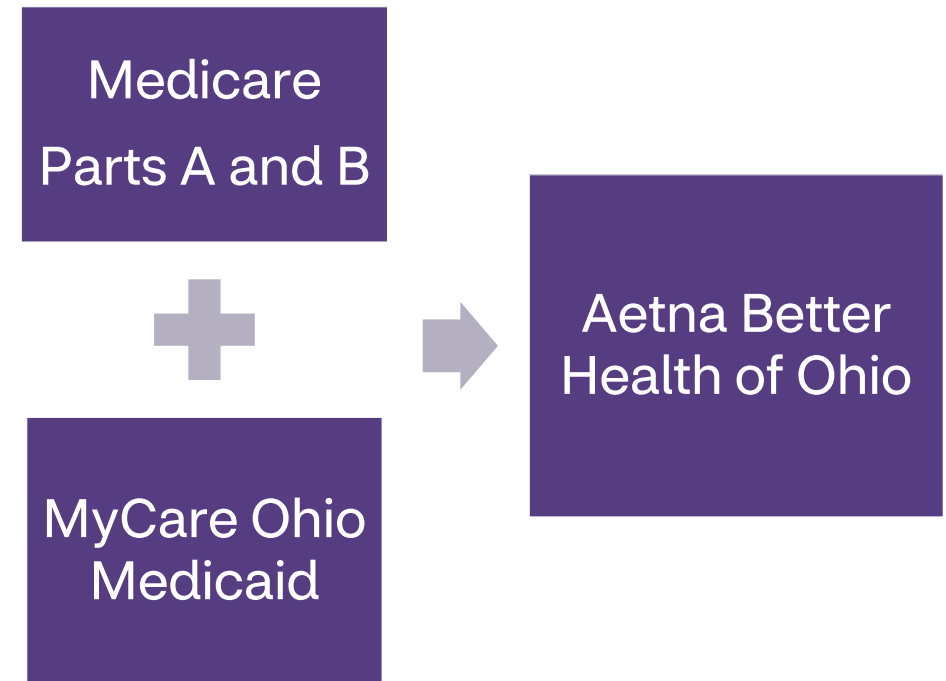 Medicare
Parts A and B
MyCare Ohio
Medicaid
Aetna Better
Health of Ohio